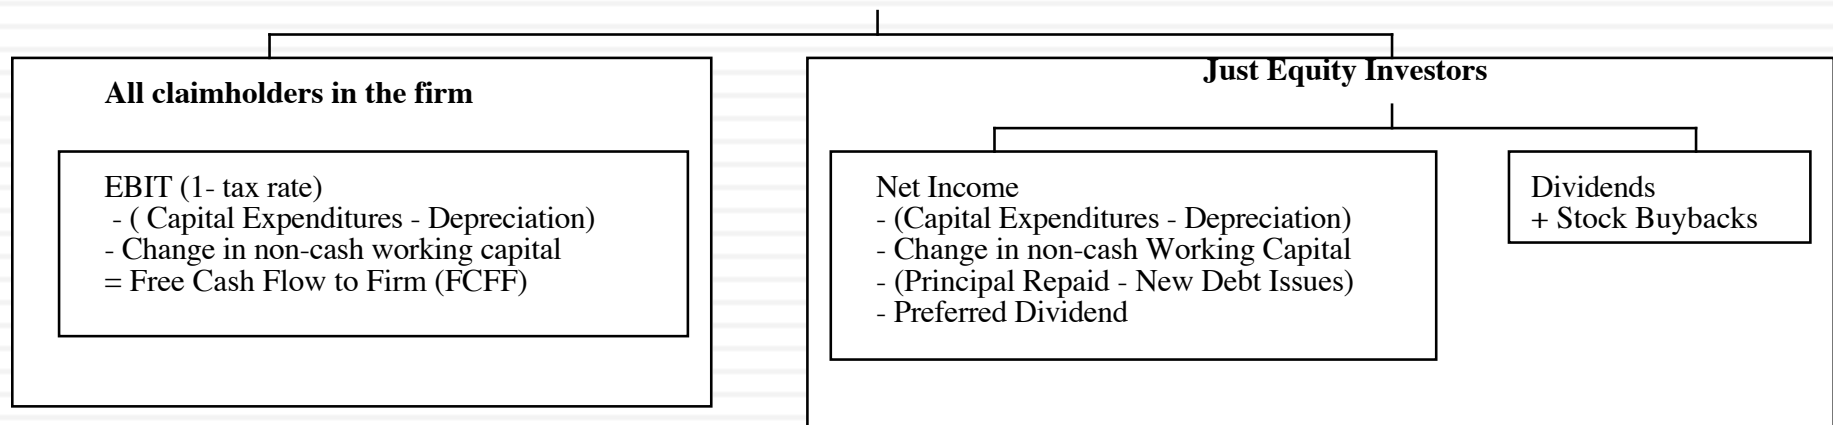 All claimholders in the firm
EBIT (1- tax rate)
- ( Capital Expenditures - Depreciation)
- Change in non-cash working capital
= Free Cash Flow to Firm (FCFF)
Just Equity Investors
Net Income
- (Capital Expenditures - Depreciation)
- Change in non-cash Working Capital
- (Principal Repaid - New Debt Issues)
- Preferred Dividend
Dividends
+ Stock Buybacks